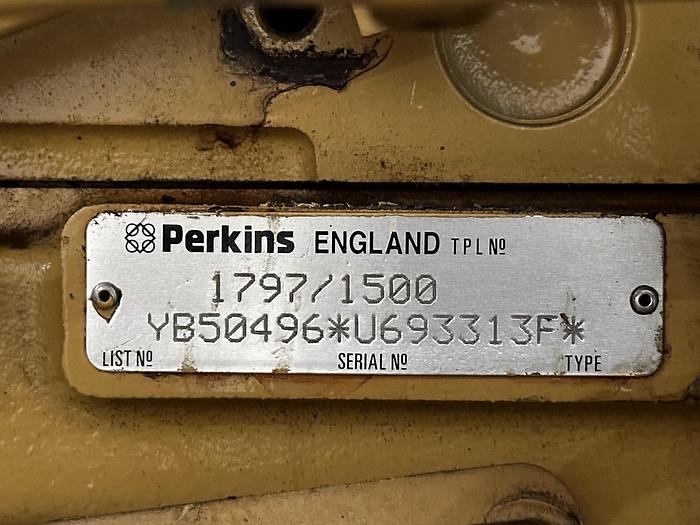 Perkins ENGLAND TPL Nº
1797/1500
YB50496*U693313F*
LIST Nº SERIAL Nº TYPE